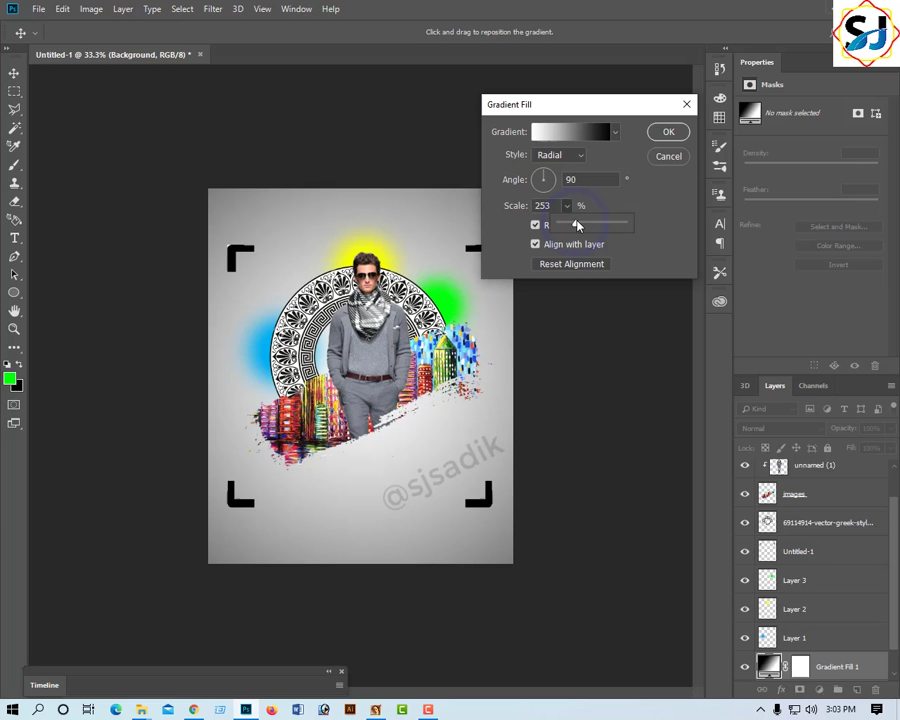 Ps File Edit Image Layer Type Select Filter 3D View Window Help
SJ
Click and drag to reposition the gradient.
Untitled-1 @ 33.3% (Background, RGB/8) * ×
Properties
Masks
No mask selected
Density:
Feather:
Refine:
Select and Mask...
Color Range...
Invert
Gradient Fill
Gradient:
OK
Style: Radial
Cancel
Angle: 90 °
Scale: 253 %
R
Align with layer
Reset Alignment
@sjsadik
3D Layers Channels
Kind
Normal Opacity: 100%
Lock: Fill: 100%
unnamed (1)
images
69114914-vector-greek-styl...
Untitled-1
Layer 3
Layer 2
Layer 1
Gradient Fill 1
Timeline
3:03 PM